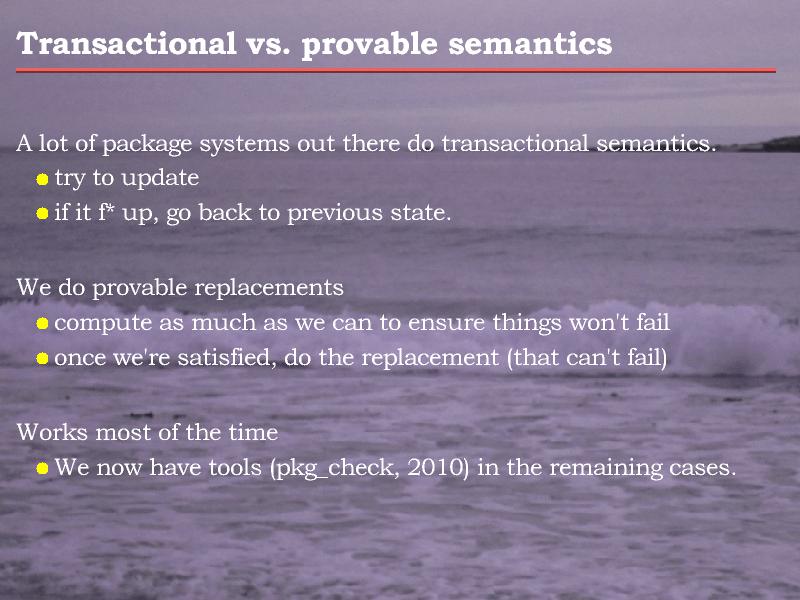 Transactional vs. provable semantics
A lot of package systems out there do transactional semantics.
try to update
if it f* up, go back to previous state.
We do provable replacements
compute as much as we can to ensure things won't fail
once we're satisfied, do the replacement (that can't fail)
Works most of the time
We now have tools (pkg_check, 2010) in the remaining cases.